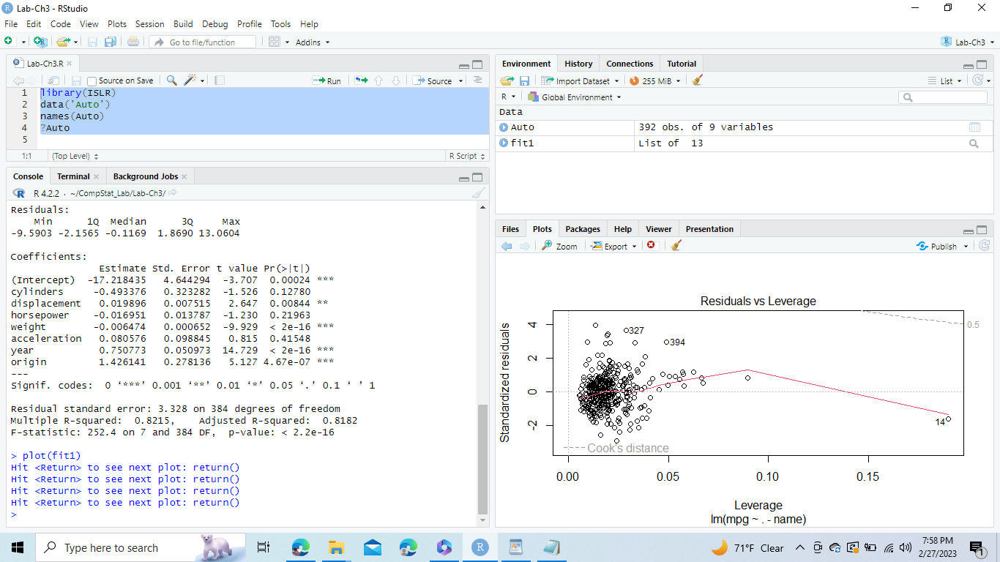 Lab-Ch3 - RStudio
File Edit Code View Plots Session Build Debug Profile Tools Help
Go to file/function Addins Lab-Ch3
Lab-Ch3.R
Source on Save Run Source
1 library(ISLR)
2 data('Auto')
3 names(Auto)
4 ?Auto
5
1:1 (Top Level) R Script
Console Terminal Background Jobs
R 4.2.2 · ~/CompStat_Lab/Lab-Ch3/
Residuals:
    Min      1Q  Median      3Q     Max
-9.5903 -2.1565 -0.1169  1.8690 13.0604
Coefficients:
               Estimate Std. Error t value Pr(>|t|)
(Intercept)  -17.218435   4.644294  -3.707  0.00024 ***
cylinders     -0.493376   0.323282  -1.526  0.12780
displacement   0.019896   0.007515   2.647  0.00844 **
horsepower    -0.016951   0.013787  -1.230  0.21963
weight        -0.006474   0.000652  -9.929  < 2e-16 ***
acceleration   0.080576   0.098845   0.815  0.41548
year           0.750773   0.050973  14.729  < 2e-16 ***
origin         1.426141   0.278136   5.127 4.67e-07 ***
---
Signif. codes:  0 ‘***’ 0.001 ‘**’ 0.01 ‘*’ 0.05 ‘.’ 0.1 ‘ ’ 1
Residual standard error: 3.328 on 384 degrees of freedom
Multiple R-squared:  0.8215,    Adjusted R-squared:  0.8182
F-statistic: 252.4 on 7 and 384 DF,  p-value: < 2.2e-16
> plot(fit1)
Hit <Return> to see next plot: return()
Hit <Return> to see next plot: return()
Hit <Return> to see next plot: return()
Hit <Return> to see next plot: return()
>
Environment History Connections Tutorial
Import Dataset 255 MiB List
R Global Environment
Data
Auto 392 obs. of 9 variables
fit1 List of  13
Files Plots Packages Help Viewer Presentation
Zoom Export Publish
Residuals vs Leverage
Standardized residuals
4
2
0
-2
0.5
327
394
14
Cook's distance
0.00 0.05 0.10 0.15
Leverage
lm(mpg ~ . - name)
Type here to search
71°F Clear
7:58 PM
2/27/2023
1